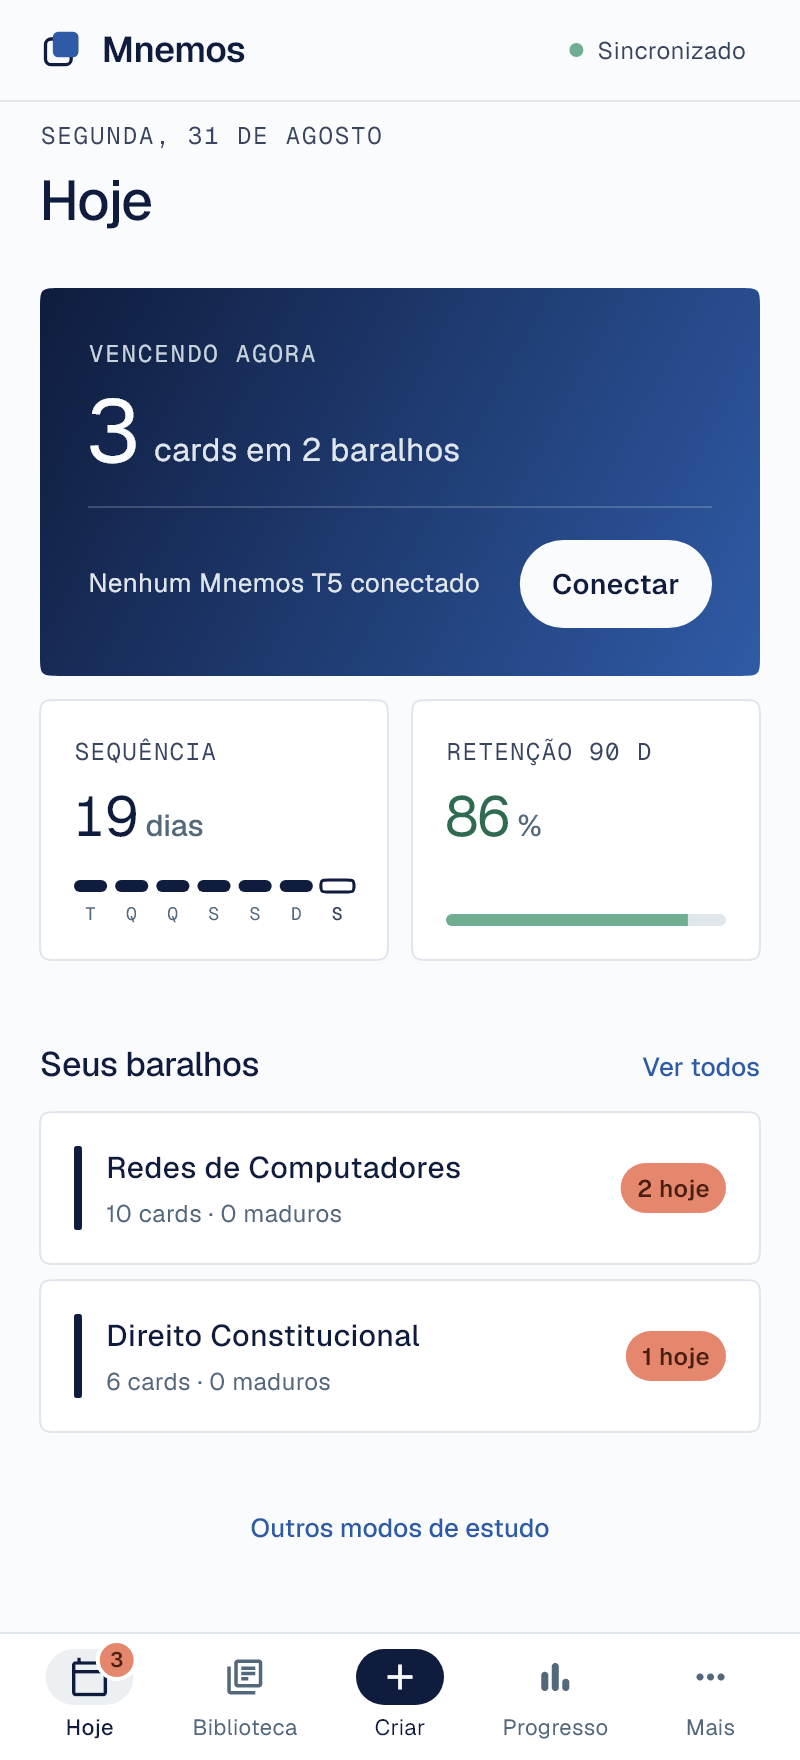 Mnemos
Sincronizado
SEGUNDA, 31 DE AGOSTO
Hoje
VENCENDO AGORA
3 cards em 2 baralhos
Nenhum Mnemos T5 conectado
Conectar
SEQUÊNCIA
19 dias
T Q Q S S D S
RETENÇÃO 90 D
86 %
Seus baralhos
Ver todos
Redes de Computadores
10 cards · 0 maduros
2 hoje
Direito Constitucional
6 cards · 0 maduros
1 hoje
Outros modos de estudo
3
Hoje
Biblioteca
Criar
Progresso
Mais